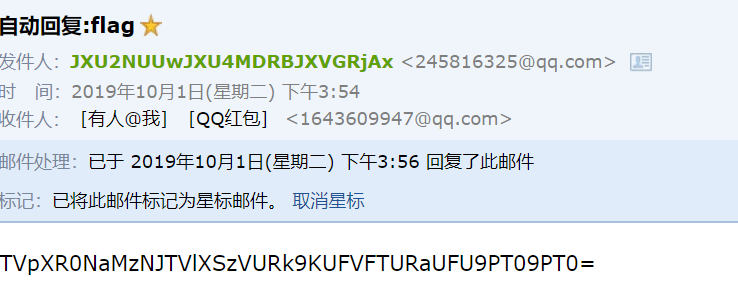 自动回复:flag
发件人：JXU2NUUwJXU4MDRBJXVGRjAx <245816325@qq.com>
时 间：2019年10月1日(星期二) 下午3:54
收件人：［有人@我］［QQ红包］ <1643609947@qq.com>
邮件处理：已于 2019年10月1日(星期二) 下午3:56 回复了此邮件
标记：已将此邮件标记为星标邮件。 取消星标
TVpXR0NaMzNJTVlXSzVURk9KUFVFTURaUFU9PT09PT0=